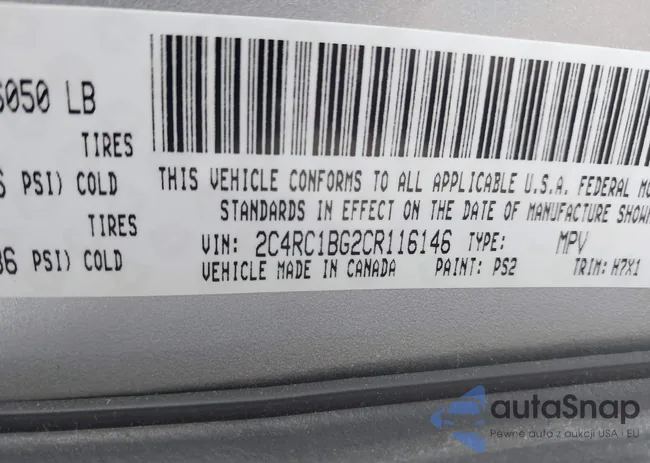 6050 LB
TIRES
PSI) COLD
TIRES
36 PSI) COLD
THIS VEHICLE CONFORMS TO ALL APPLICABLE U.S.A. FEDERAL MO
STANDARDS IN EFFECT ON THE DATE OF MANUFACTURE SHOWN
VIN: 2C4RC1BG2CR116146 TYPE: MPV
VEHICLE MADE IN CANADA PAINT: PS2 TRIM: H7X1
autaSnap
Pewne auta z aukcji USA i EU